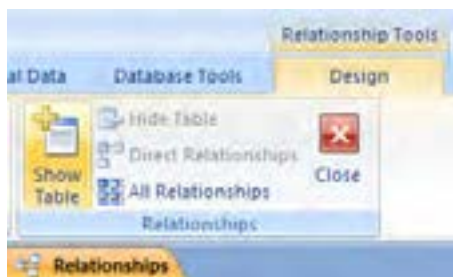 Relationship Tools
al Data Database Tools Design
Hide Table
Direct Relationships
Show Table
All Relationships
Close
Relationships
Relationships